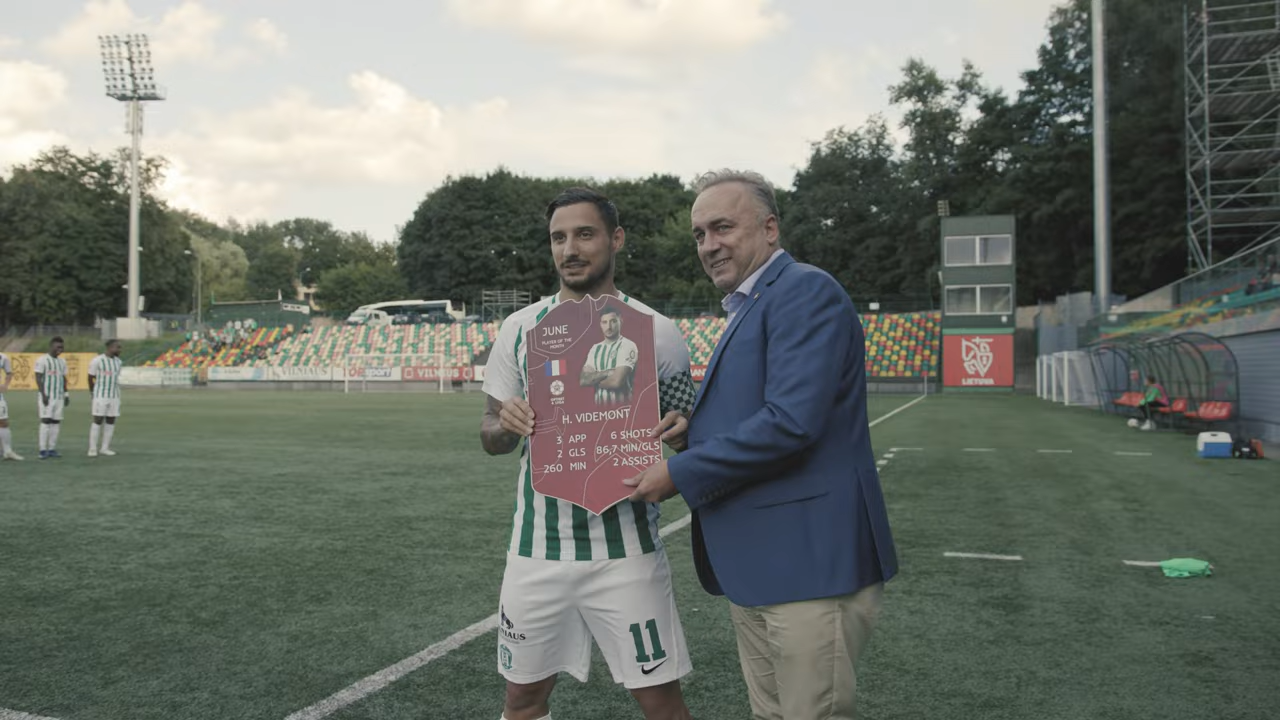 JUNE
PLAYER OF THE
MONTH
H. VIDEMONT
3 APP
2 GLS
260 MIN
6 SHOTS
86,7 MIN/GLS
2 ASSISTS
11
VILNIUS
VILNIUS
LIETUVA